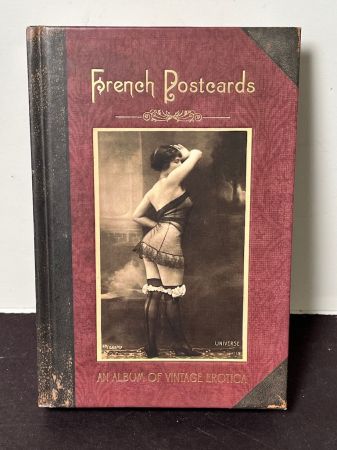 French Postcards
UNIVERSE
AN ALBUM OF VINTAGE EROTICA